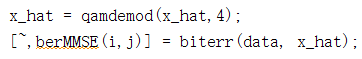 x_hat = qamdemod(x_hat,4);
[~,berMMSE(i,j)] = biterr(data, x_hat);